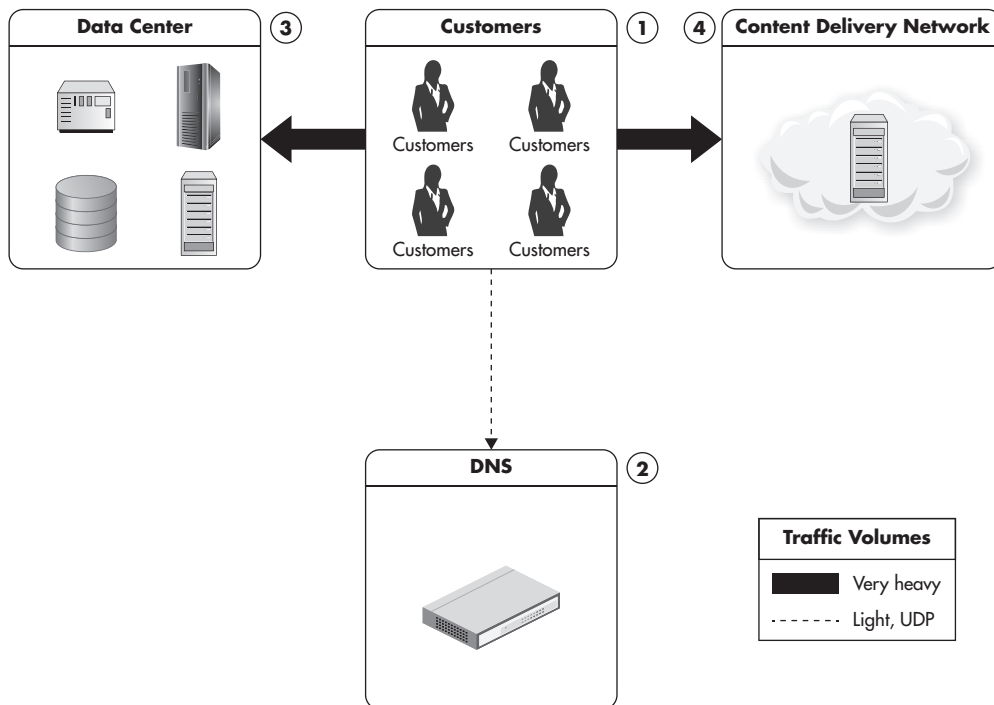 Data Center
3
Customers
1
4
Content Delivery Network
Customers
Customers
Customers
Customers
DNS
2
Traffic Volumes
Very heavy
Light, UDP